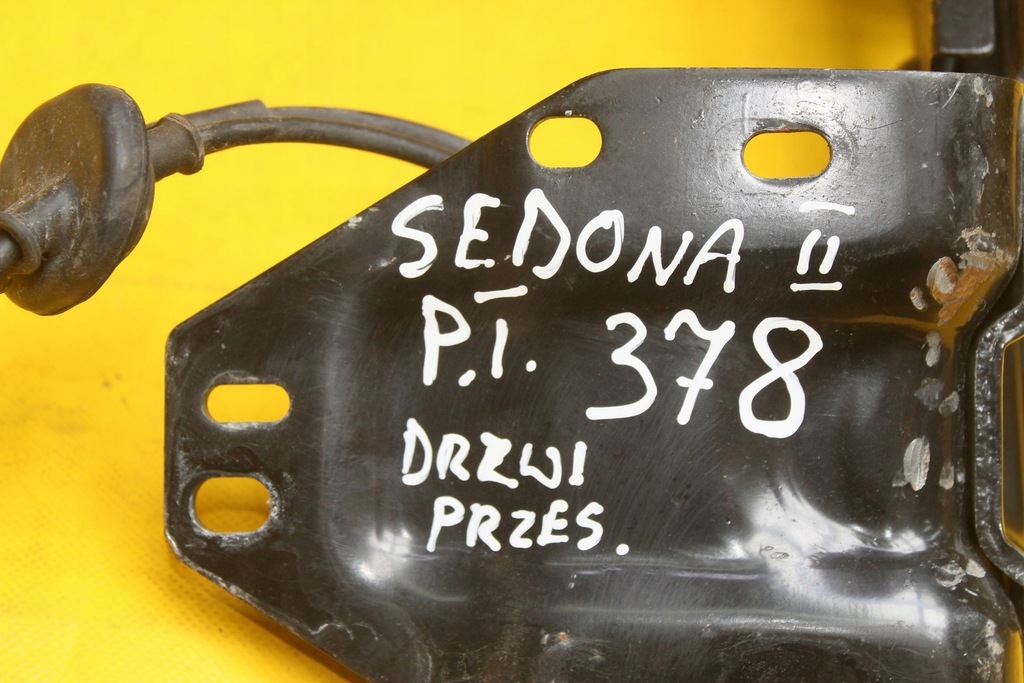 SEDONA II
P.I. 378
DRZWI
PRZES.